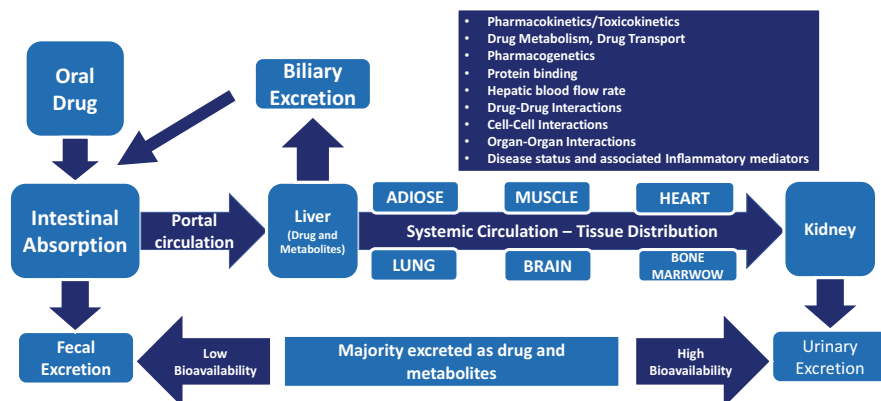 • Pharmacokinetics/Toxicokinetics
• Drug Metabolism, Drug Transport
• Pharmacogenetics
• Protein binding
• Hepatic blood flow rate
• Drug-Drug Interactions
• Cell-Cell Interactions
• Organ-Organ Interactions
• Disease status and associated Inflammatory mediators
Oral
Drug
Biliary
Excretion
Intestinal
Absorption
Portal
circulation
Liver
(Drug and
Metabolites)
ADIOSE
MUSCLE
HEART
Systemic Circulation – Tissue Distribution
LUNG
BRAIN
BONE
MARRWOW
Kidney
Fecal
Excretion
Low
Bioavailability
Majority excreted as drug and
metabolites
High
Bioavailability
Urinary
Excretion